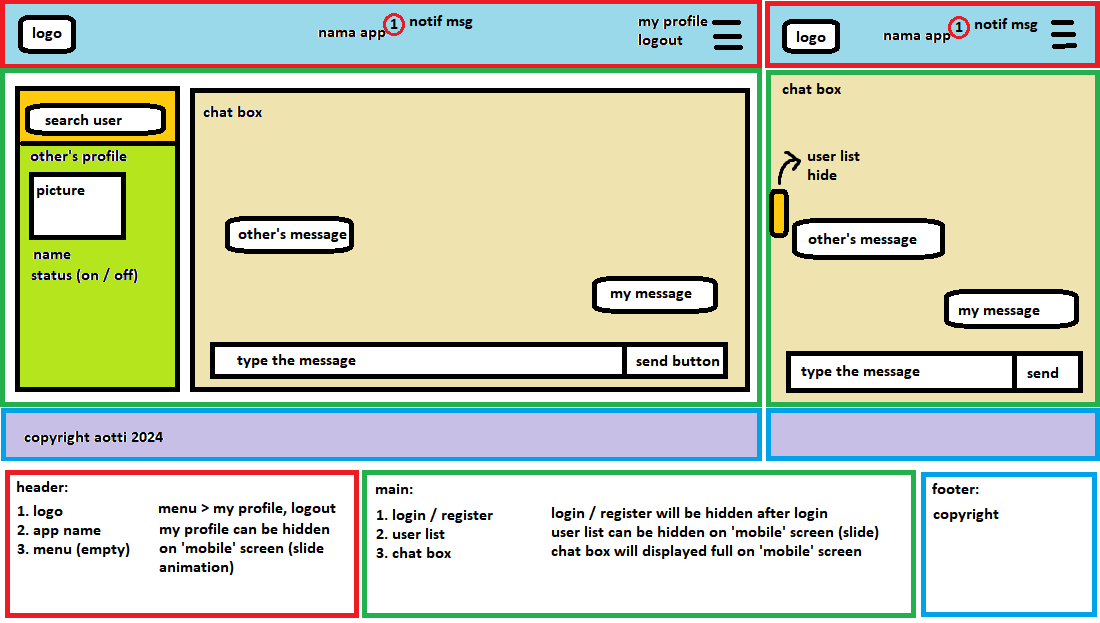 logo
nama app
1
notif msg
my profile
logout
search user
other's profile
picture
name
status (on / off)
chat box
other's message
my message
type the message
send button
copyright aotti 2024
logo
nama app
1
notif msg
chat box
user list
hide
other's message
my message
type the message
send
header:
1. logo
2. app name
3. menu (empty)
menu > my profile, logout
my profile can be hidden
on 'mobile' screen (slide
animation)
main:
1. login / register
2. user list
3. chat box
login / register will be hidden after login
user list can be hidden on 'mobile' screen (slide)
chat box will displayed full on 'mobile' screen
footer:
copyright